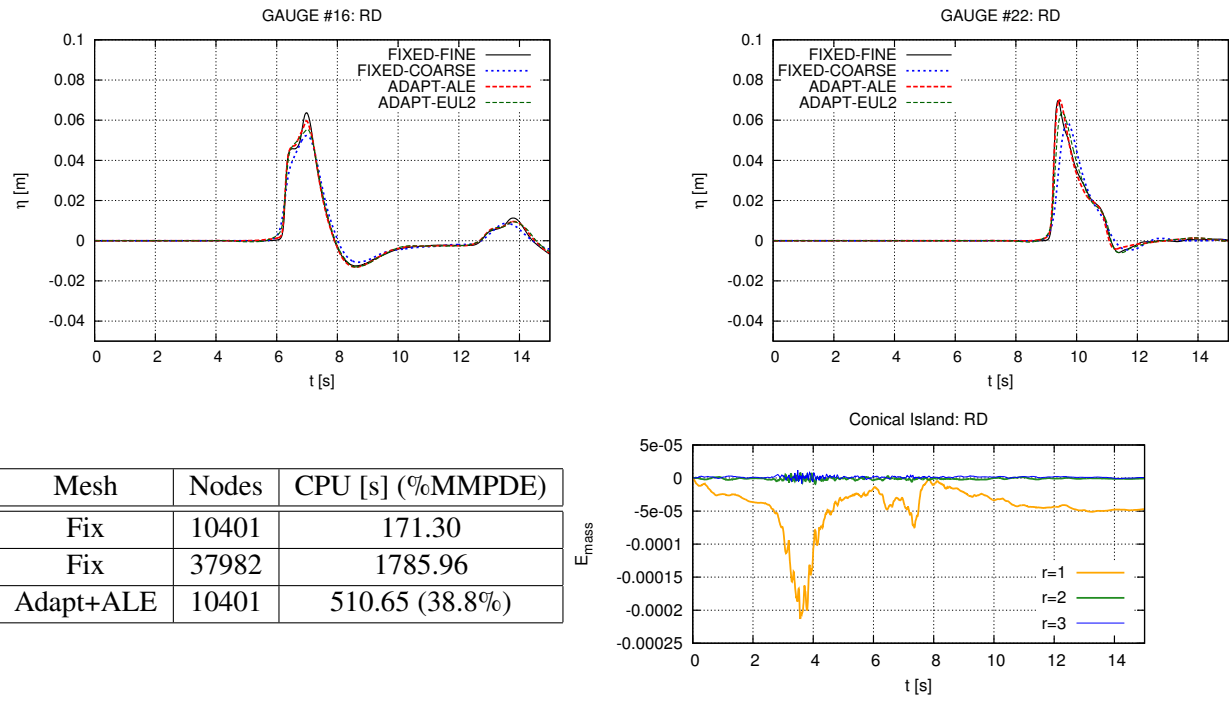 GAUGE #16: RD
0.1
0.08
0.06
0.04
0.02
0
-0.02
-0.04
η [m]
FIXED-FINE
FIXED-COARSE
ADAPT-ALE
ADAPT-EUL2
0 2 4 6 8 10 12 14
t [s]
GAUGE #22: RD
0.1
0.08
0.06
0.04
0.02
0
-0.02
-0.04
η [m]
FIXED-FINE
FIXED-COARSE
ADAPT-ALE
ADAPT-EUL2
0 2 4 6 8 10 12 14
t [s]
Mesh Nodes CPU [s] (%MMPDE)
Fix 10401 171.30
Fix 37982 1785.96
Adapt+ALE 10401 510.65 (38.8%)
Conical Island: RD
5e-05
0
-5e-05
-0.0001
-0.00015
-0.0002
-0.00025
E_mass
r=1
r=2
r=3
0 2 4 6 8 10 12 14
t [s]